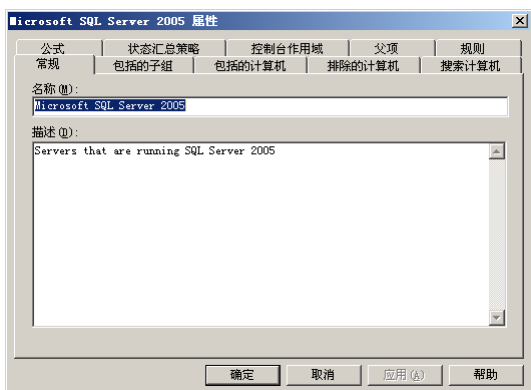 Microsoft SQL Server 2005 属性
公式 状态汇总策略 控制台作用域 父项 规则
常规 包括的子组 包括的计算机 排除的计算机 搜索计算机
名称(M):
Microsoft SQL Server 2005
描述(D):
Servers that are running SQL Server 2005
确定 取消 应用(A) 帮助